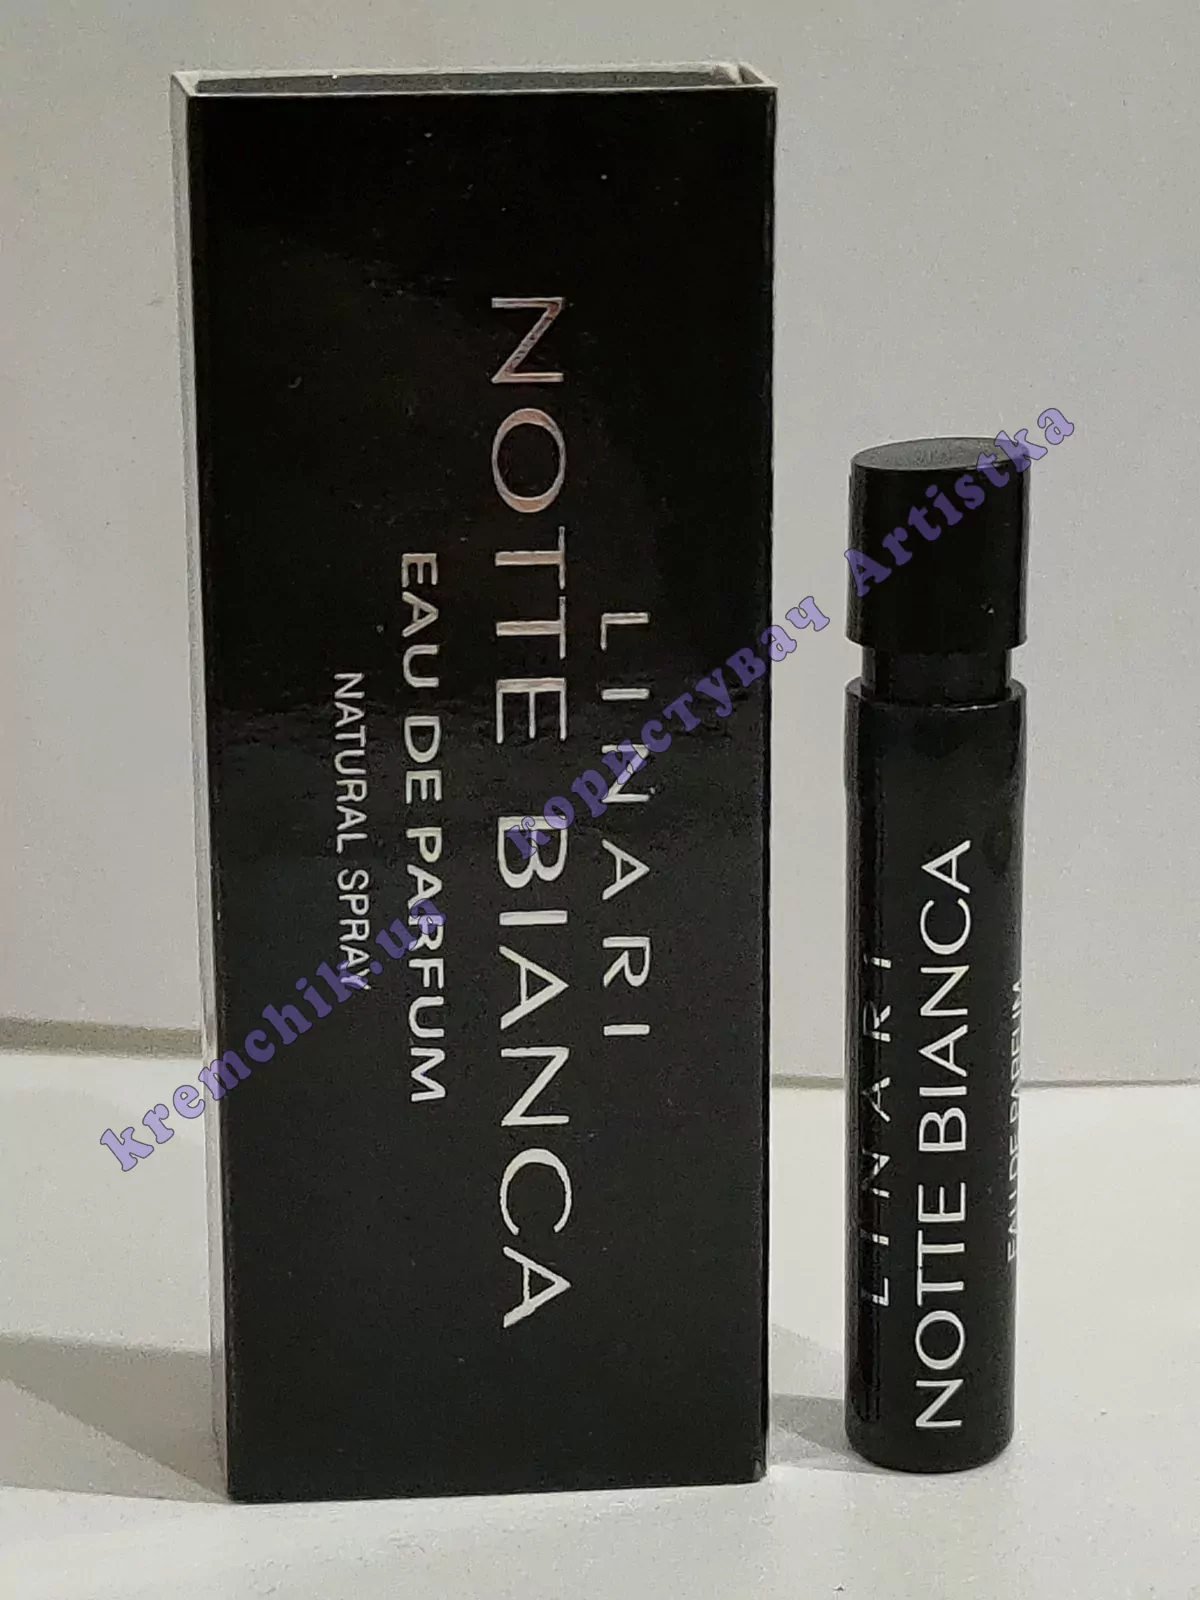 LINARI
NOTTE BIANCA
EAU DE PARFUM
NATURAL SPRAY
LINARI
NOTTE BIANCA
EAU DE PARFUM
kremchik.ua користувач Artistka